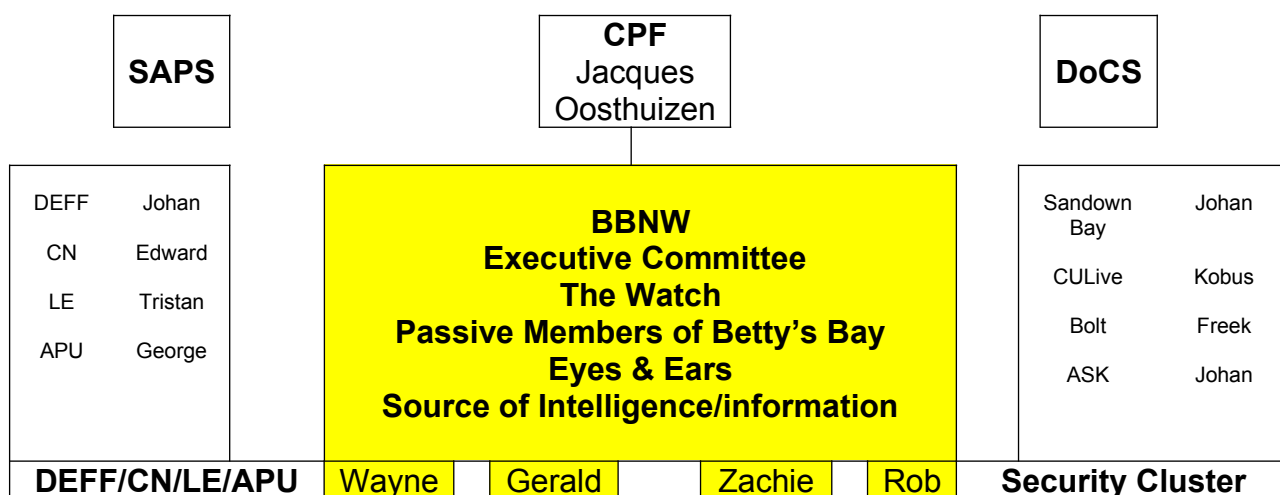 SAPS
CPF
Jacques
Oosthuizen
DoCS
DEFF Johan
CN Edward
LE Tristan
APU George
BBNW
Executive Committee
The Watch
Passive Members of Betty’s Bay
Eyes & Ears
Source of Intelligence/information
Sandown Johan
Bay
CULive Kobus
Bolt Freek
ASK Johan
DEFF/CN/LE/APU Wayne Gerald Zachie Rob Security Cluster